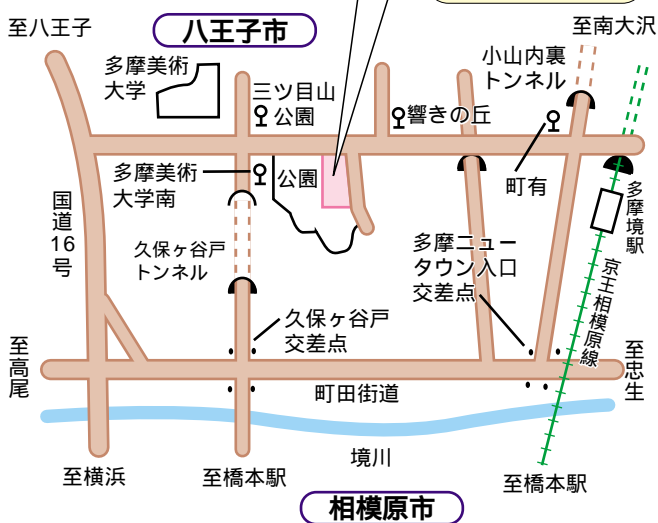 至八王子
八王子市
至南大沢
多摩美術
大学
三ツ目山
公園
響きの丘
小山内裏
トンネル
町有
多摩美術
大学南
公園
国道16号
久保ヶ谷戸
トンネル
多摩ニュー
タウン入口
交差点
多摩境駅
京王相模原線
久保ヶ谷戸
交差点
至高尾
町田街道
至忠生
境川
至横浜
至橋本駅
至橋本駅
相模原市